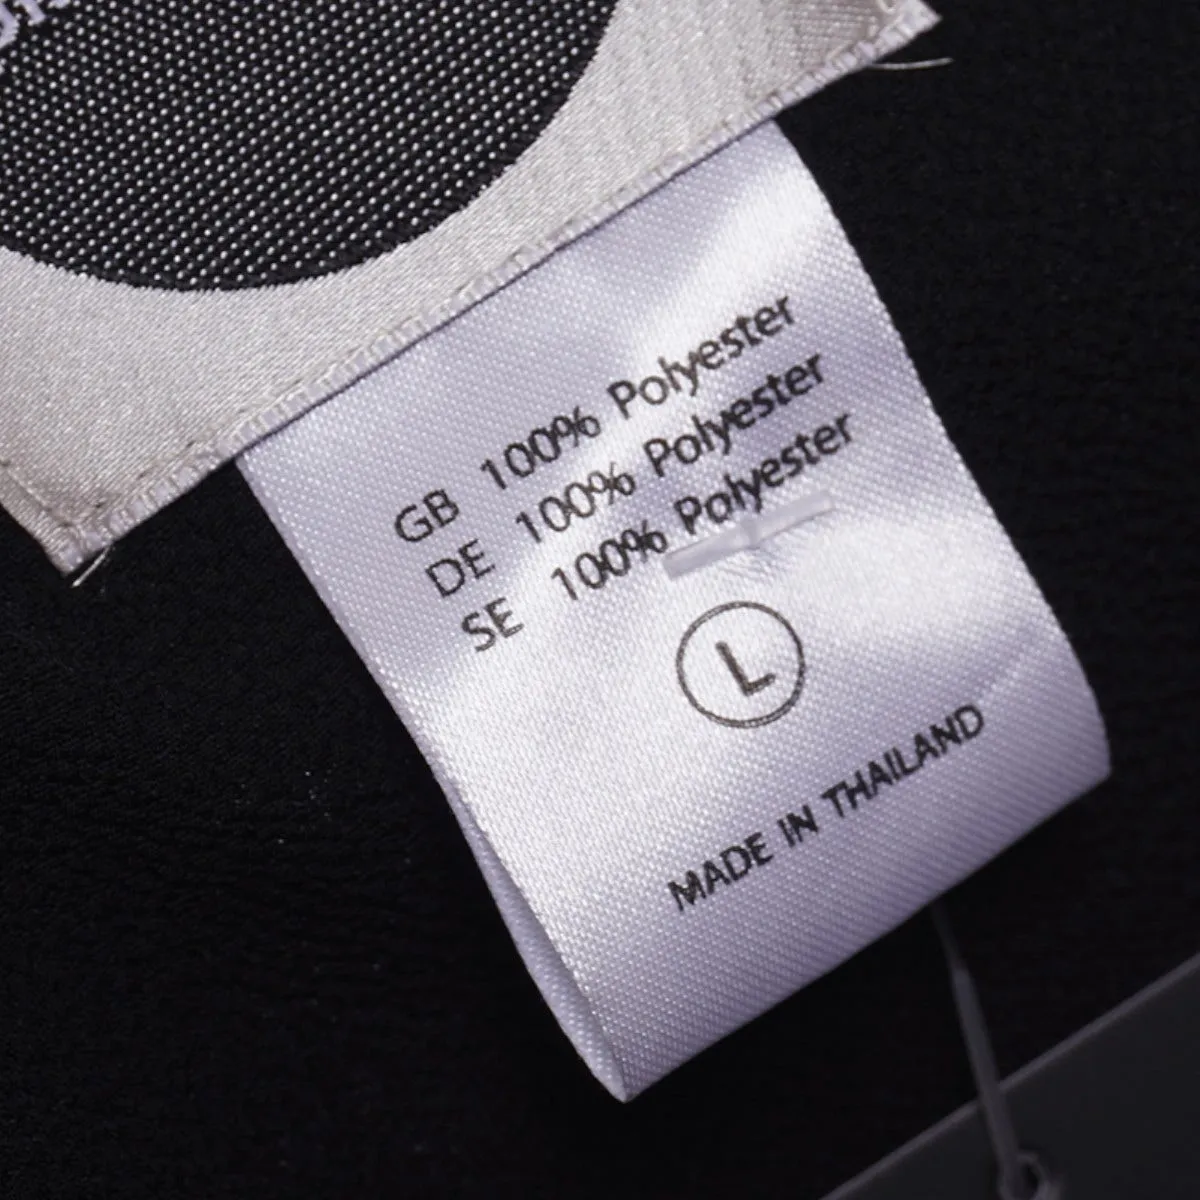 GB 100% Polyester
DE 100% Polyester
SE 100% Polyester
L
MADE IN THAILAND